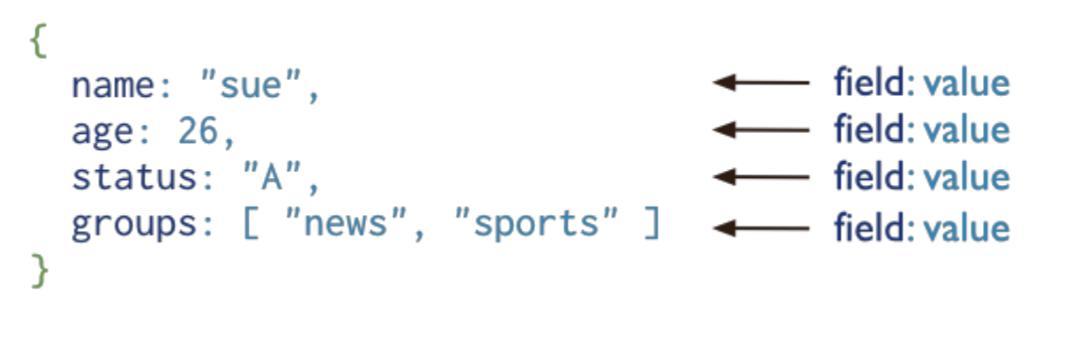 {
name: "sue", field: value
age: 26, field: value
status: "A", field: value
groups: [ "news", "sports" ] field: value
}